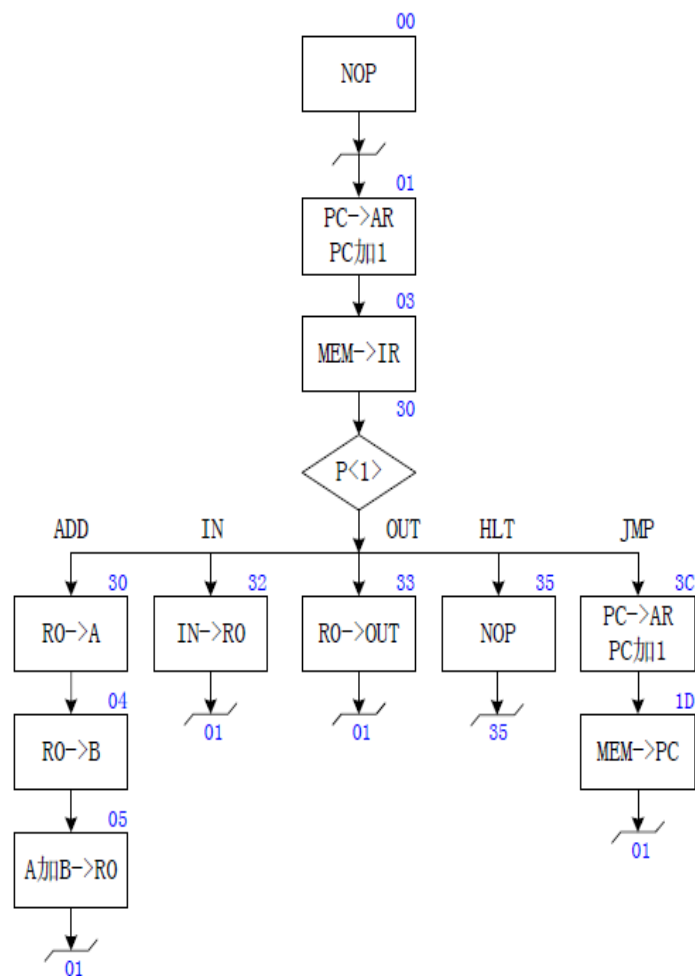 00
NOP
01
PC->AR
PC加1
03
MEM->IR
30
P<1>
ADD IN OUT HLT JMP
30 32 33 35 3C
R0->A IN->R0 R0->OUT NOP PC->AR
PC加1
04 01 01 35 1D
R0->B MEM->PC
05 01
A加B->R0
01